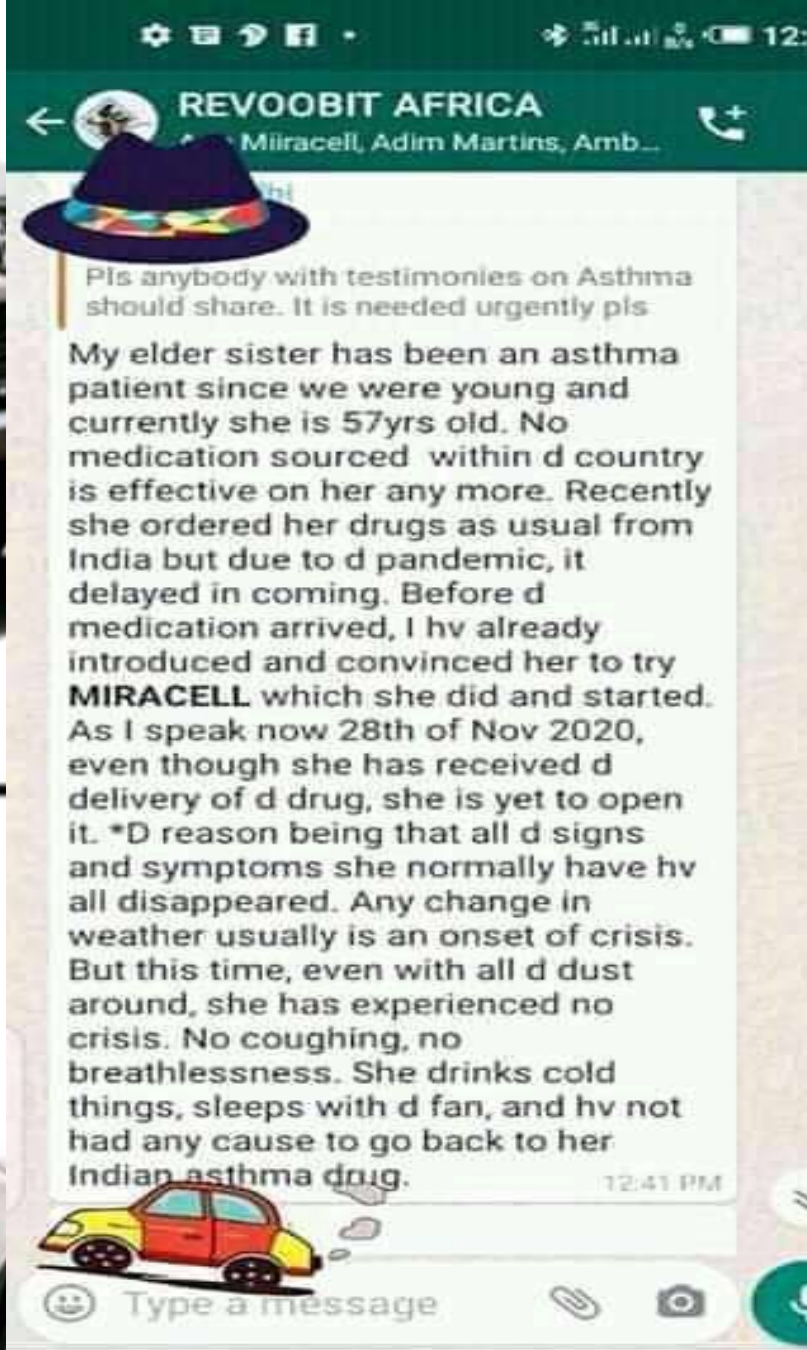 12:
REVOOBIT AFRICA
Miiracell, Adim Martins, Amb...
Pls anybody with testimonies on Asthma
should share. It is needed urgently pls
My elder sister has been an asthma
patient since we were young and
currently she is 57yrs old. No
medication sourced within d country
is effective on her any more. Recently
she ordered her drugs as usual from
India but due to d pandemic, it
delayed in coming. Before d
medication arrived, I hv already
introduced and convinced her to try
MIRACELL which she did and started.
As I speak now 28th of Nov 2020,
even though she has received d
delivery of d drug, she is yet to open
it. *D reason being that all d signs
and symptoms she normally have hv
all disappeared. Any change in
weather usually is an onset of crisis.
But this time, even with all d dust
around, she has experienced no
crisis. No coughing, no
breathlessness. She drinks cold
things, sleeps with d fan, and hv not
had any cause to go back to her
Indian asthma drug.
12:41 PM
Type a message